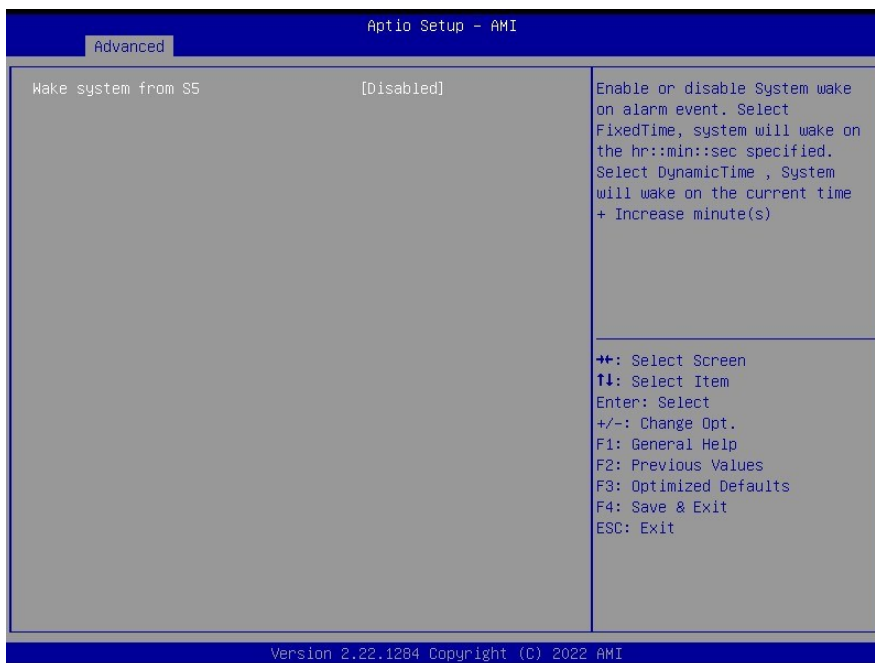 Aptio Setup - AMI
Advanced
Wake system from S5 [Disabled]
Enable or disable System wake
on alarm event. Select
FixedTime, system will wake on
the hr::min::sec specified.
Select DynamicTime , System
will wake on the current time
+ Increase minute(s)
→←: Select Screen
↑↓: Select Item
Enter: Select
+/-: Change Opt.
F1: General Help
F2: Previous Values
F3: Optimized Defaults
F4: Save & Exit
ESC: Exit
Version 2.22.1284 Copyright (C) 2022 AMI